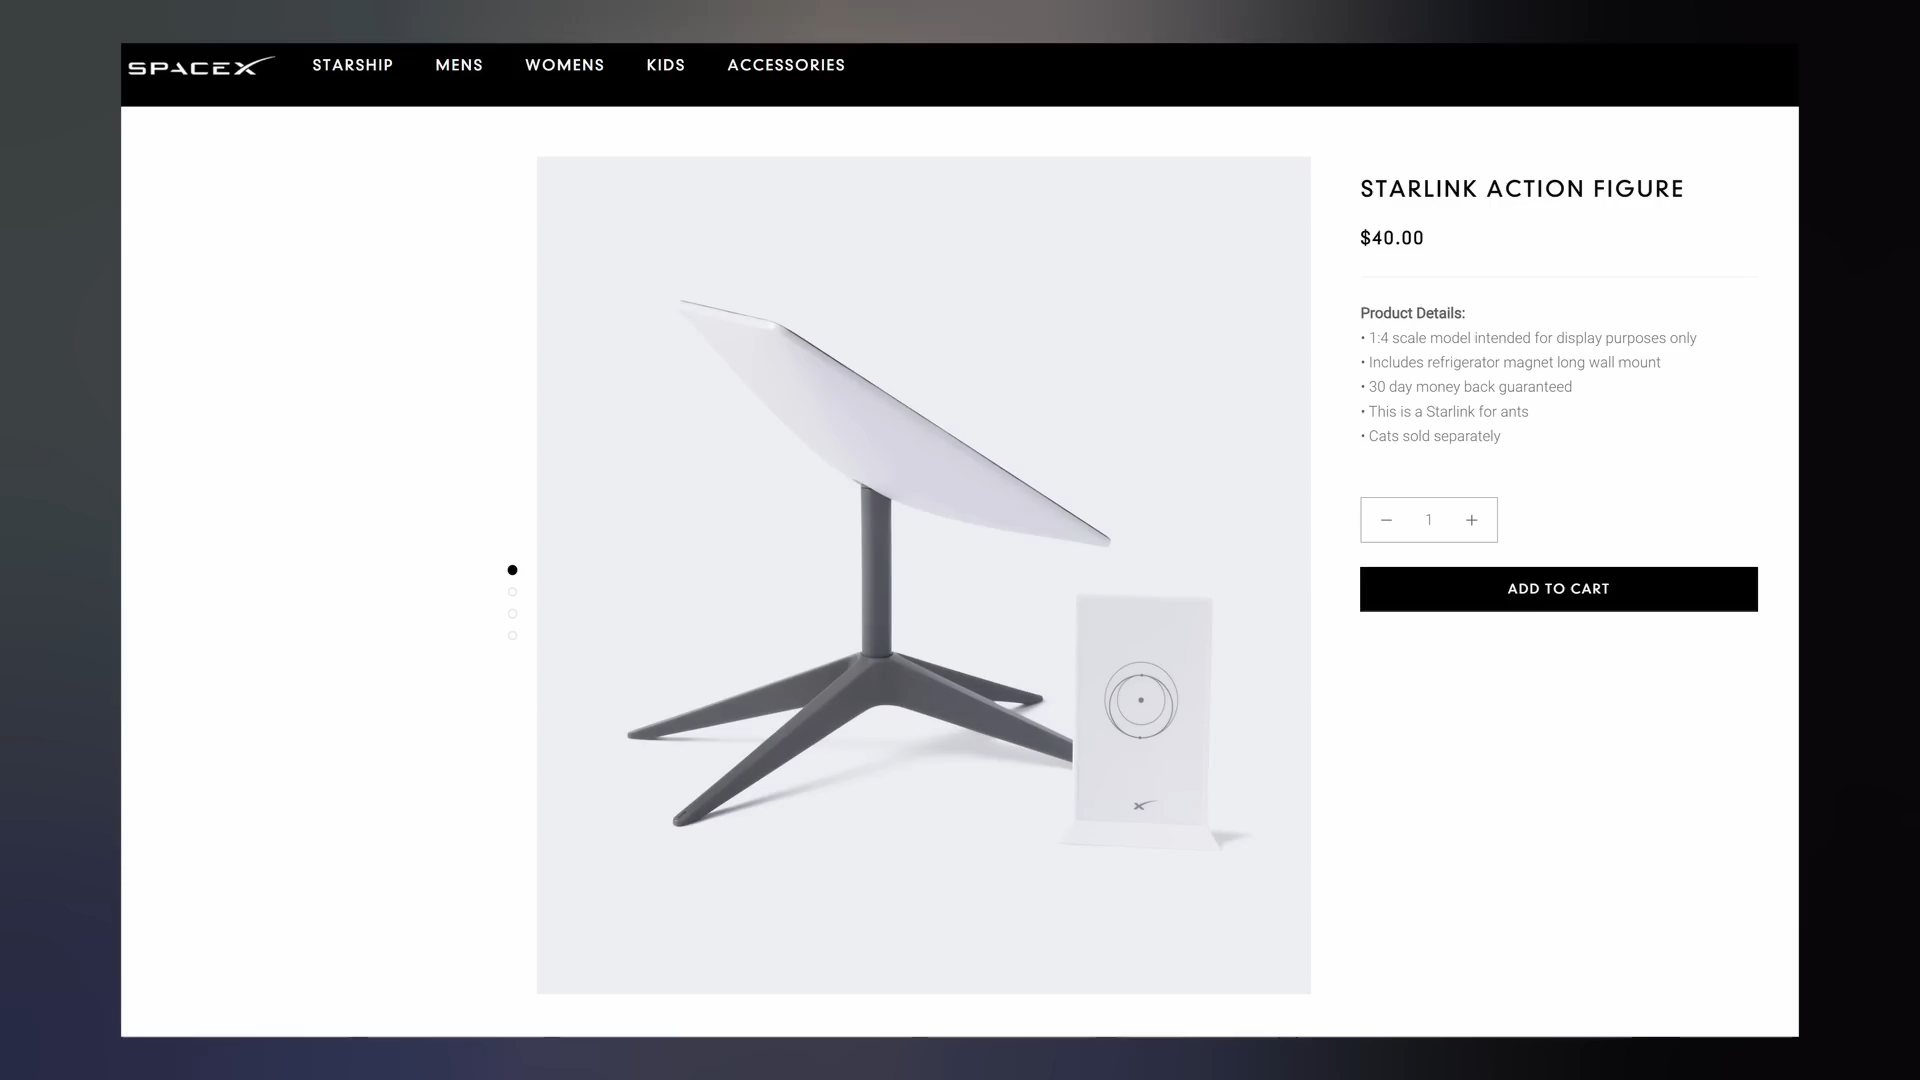 SPACEX
STARSHIP MENS WOMENS KIDS ACCESSORIES
STARLINK ACTION FIGURE
$40.00
Product Details:
• 1:4 scale model intended for display purposes only
• Includes refrigerator magnet long wall mount
• 30 day money back guaranteed
• This is a Starlink for ants
• Cats sold separately
− 1 +
ADD TO CART